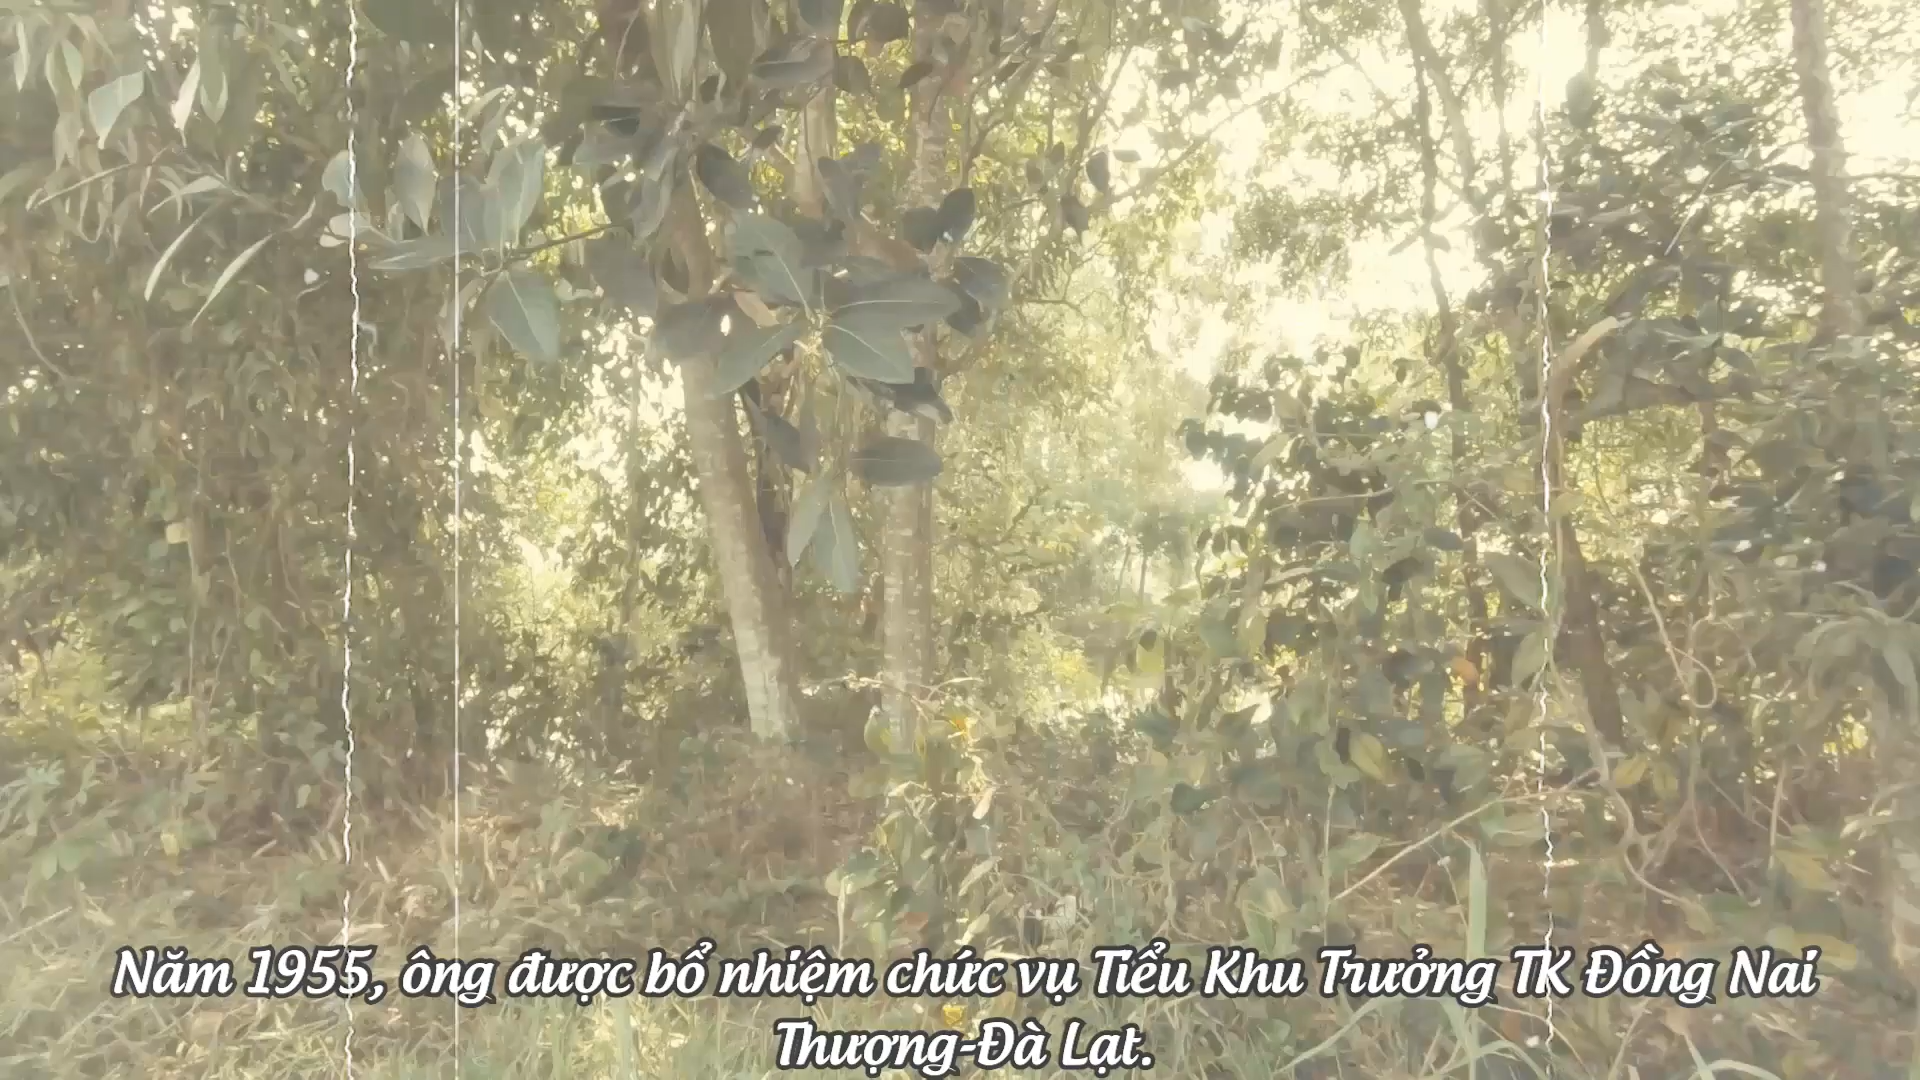 Năm 1955, ông được bổ nhiệm chức vụ Tiểu Khu Trưởng TK Đồng Nai
Thượng-Đà Lạt.